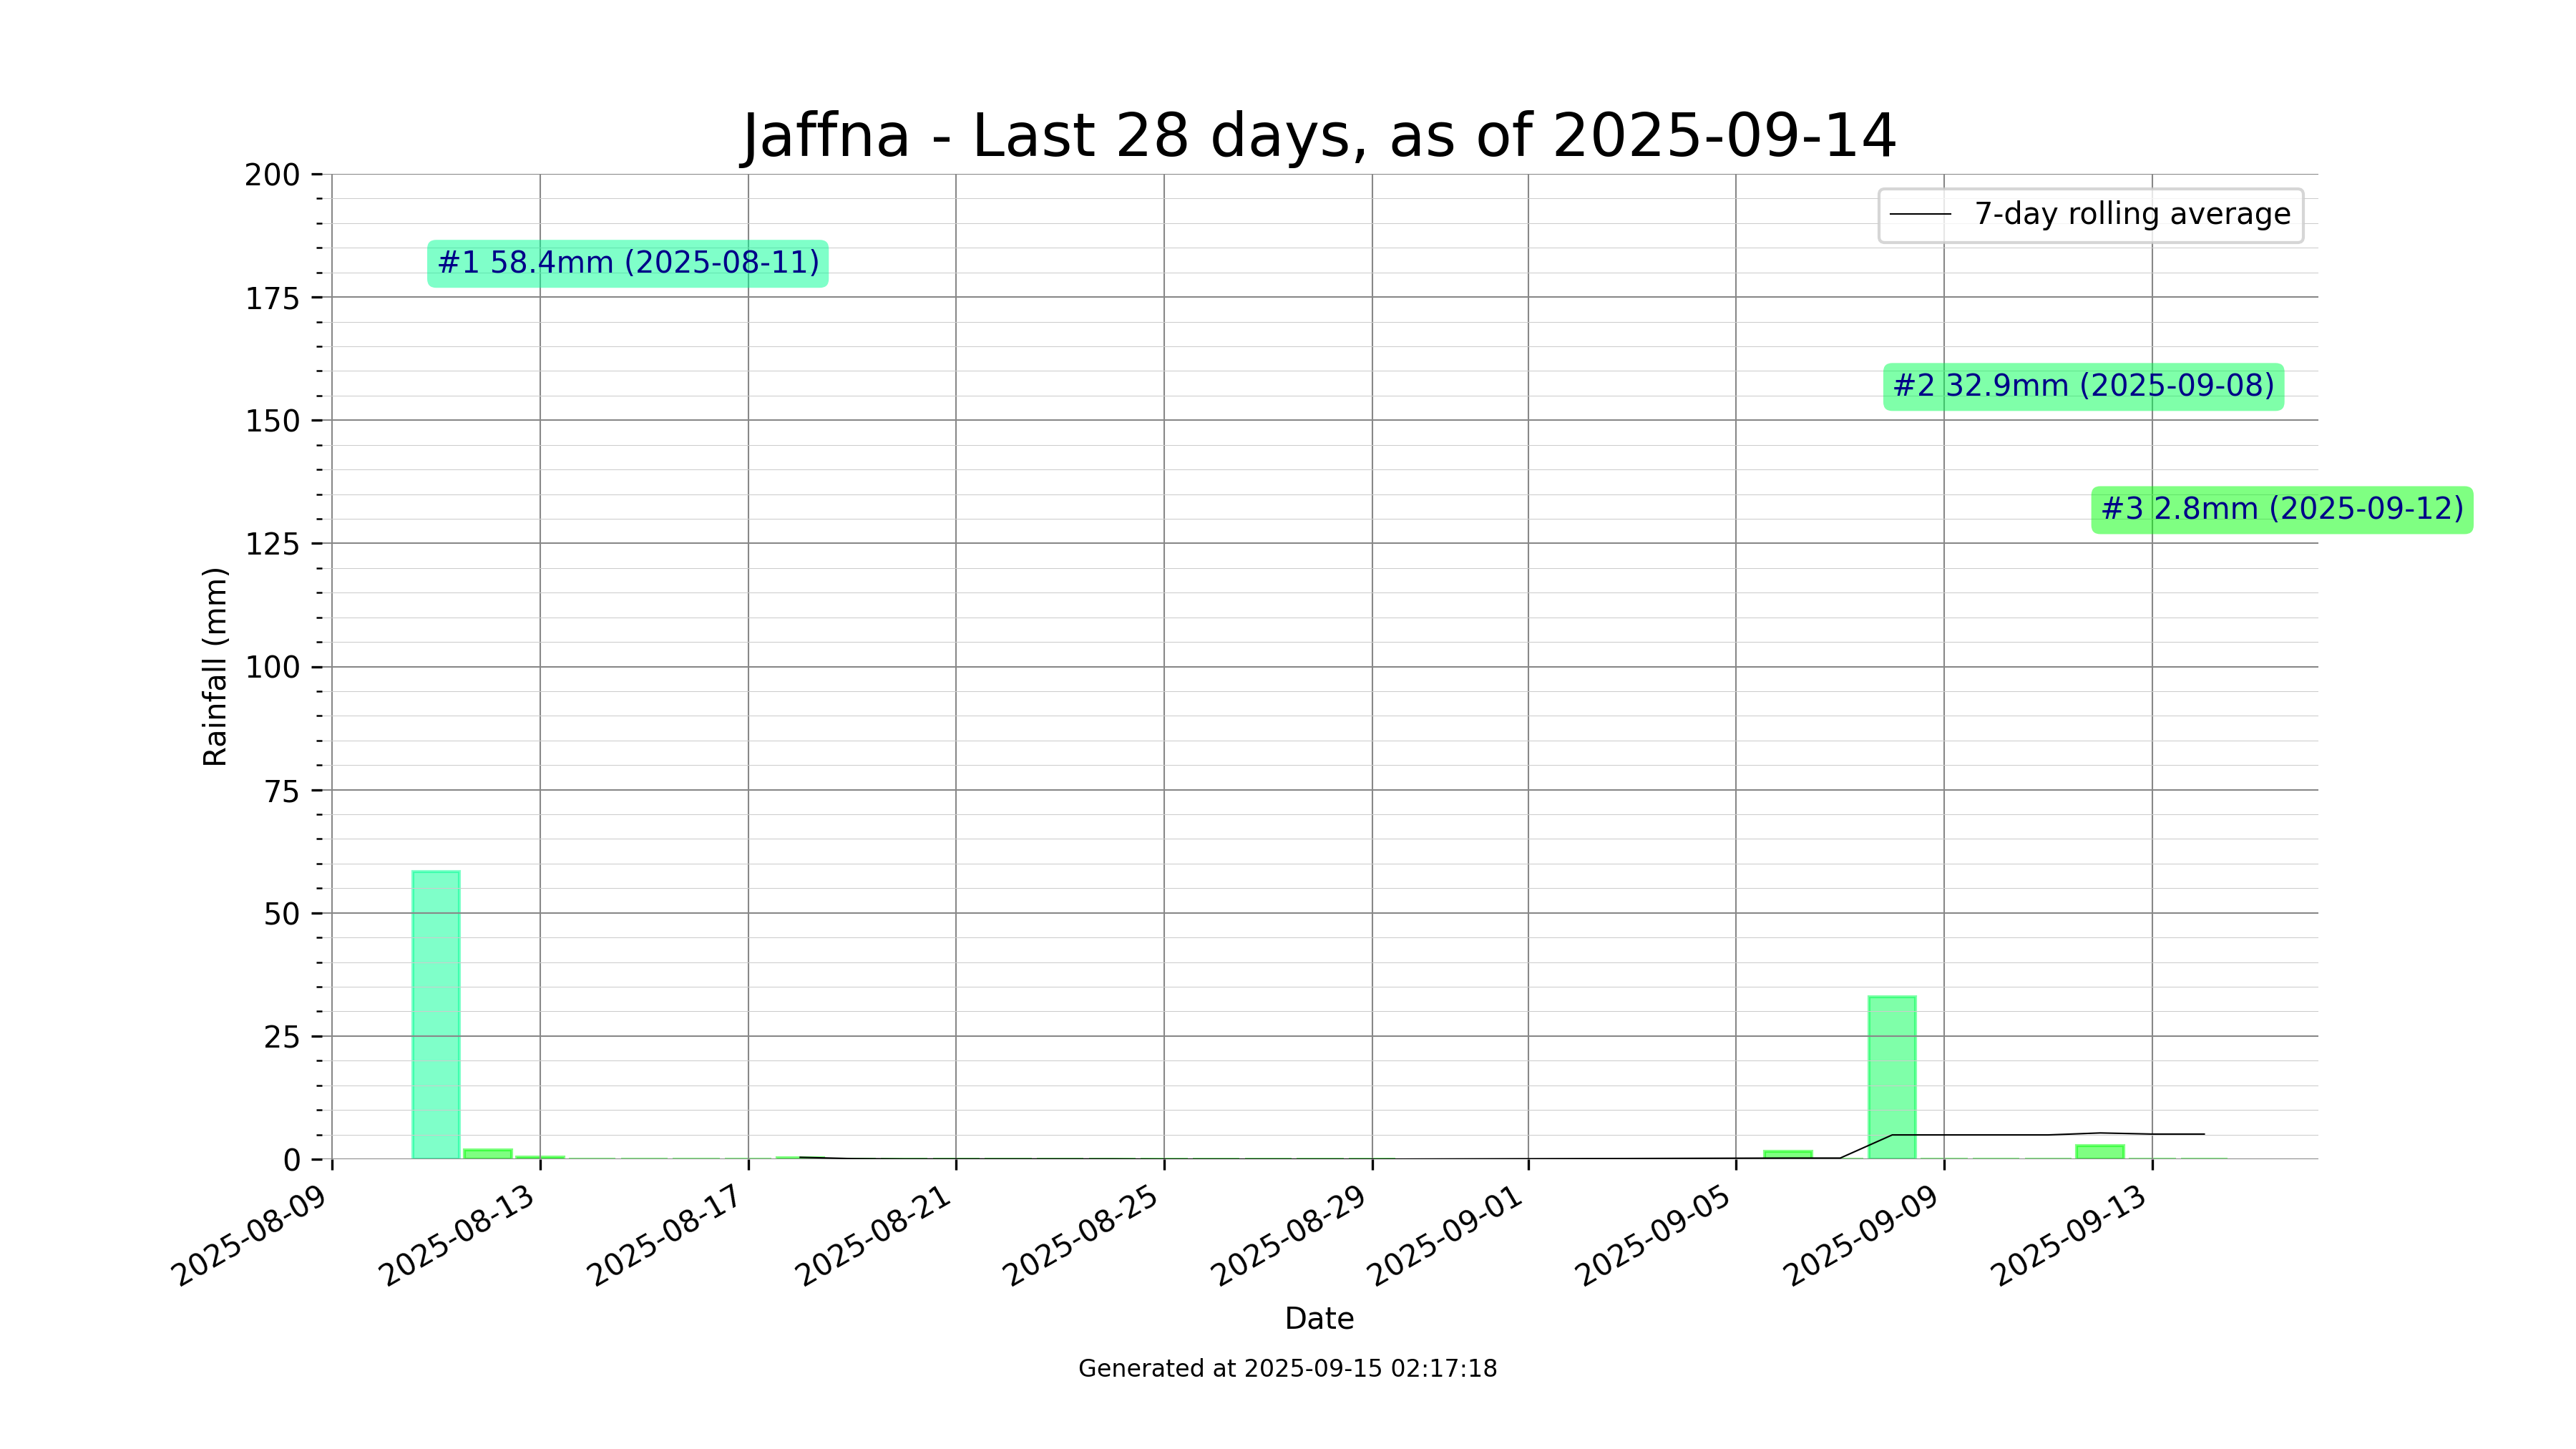 Jaffna - Last 28 days, as of 2025-09-14
200
175
150
125
100
75
50
25
0
Rainfall (mm)
7-day rolling average
#1 58.4mm (2025-08-11)
#2 32.9mm (2025-09-08)
#3 2.8mm (2025-09-12)
2025-08-09
2025-08-13
2025-08-17
2025-08-21
2025-08-25
2025-08-29
2025-09-01
2025-09-05
2025-09-09
2025-09-13
Date
Generated at 2025-09-15 02:17:18